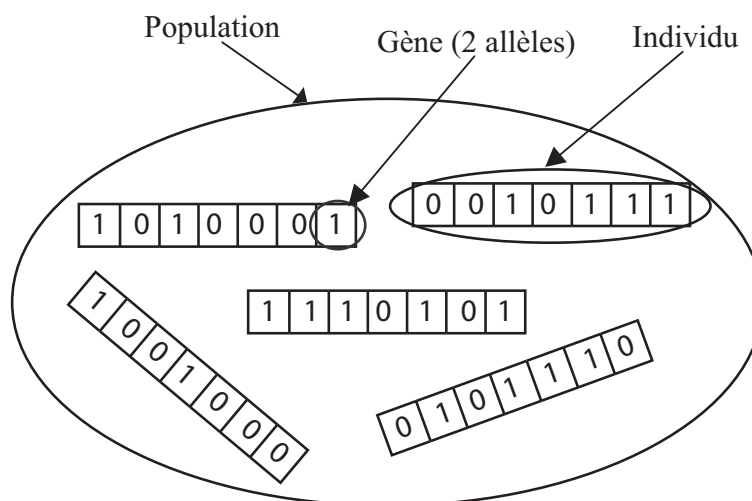 Population
Gène (2 allèles)
Individu
1 0 1 0 0 0 1
0 0 1 0 1 1 1
1 1 1 0 1 0 1
1 0 0 1 0 0 0
0 1 0 1 1 1 0